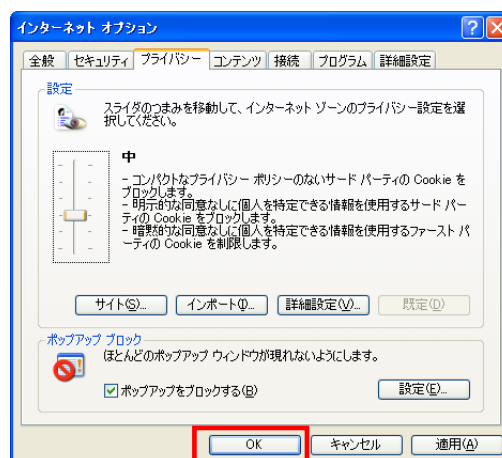 インターネット オプション
全般 セキュリティ プライバシー コンテンツ 接続 プログラム 詳細設定
設定
スライダのつまみを移動して、インターネット ゾーンのプライバシー設定を選
択してください。
中
- コンパクトなプライバシー ポリシーのないサード パーティの Cookie を
ブロックします。
- 明示的な同意なしに個人を特定できる情報を使用するサード パー
ティの Cookie をブロックします。
- 暗黙的な同意なしに個人を特定できる情報を使用するファースト パ
ーティの Cookie を制限します。
サイト(S)... インポート(I)... 詳細設定(V)... 既定(D)
ポップアップ ブロック
ほとんどのポップアップ ウィンドウが現れないようにします。
ポップアップをブロックする(B) 設定(E)...
OK キャンセル 適用(A)